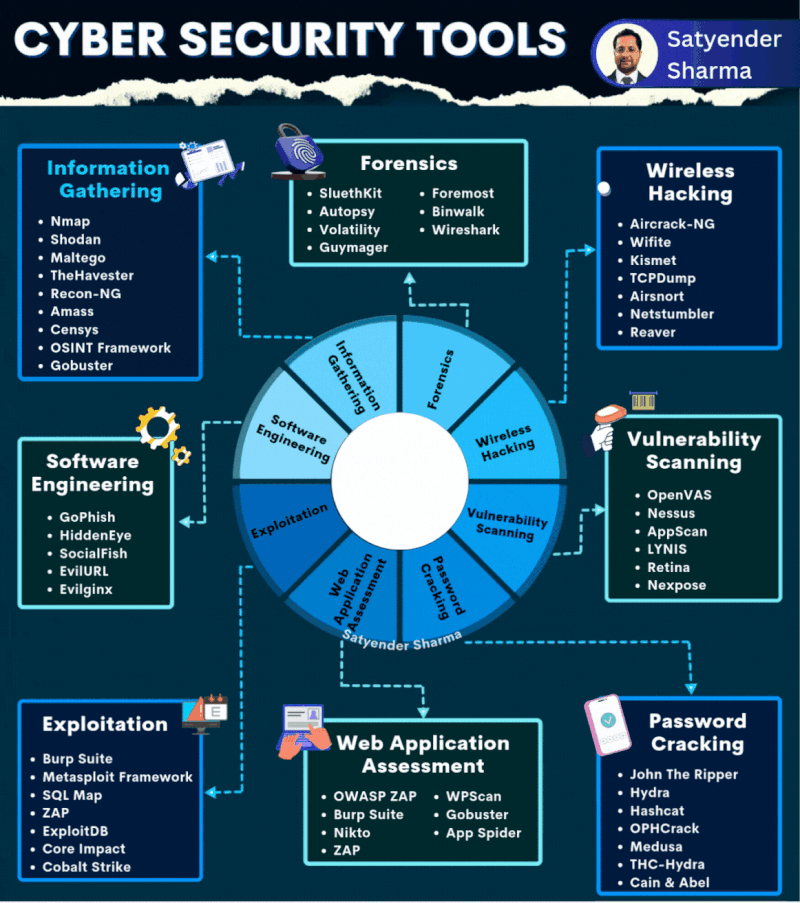 CYBER SECURITY TOOLS
Satyender
Sharma
Information
Gathering
• Nmap
• Shodan
• Maltego
• TheHavester
• Recon-NG
• Amass
• Censys
• OSINT Framework
• Gobuster
Forensics
• SluethKit
• Autopsy
• Volatility
• Guymager
• Foremost
• Binwalk
• Wireshark
Wireless
Hacking
• Aircrack-NG
• Wifite
• Kismet
• TCPDump
• Airsnort
• Netstumbler
• Reaver
Information
Gathering
Forensics
Software
Engineering
Wireless
Hacking
Exploitation
Vulnerability
Scanning
Web
Application
Assessment
Password
Cracking
Satyender Sharma
Software
Engineering
• GoPhish
• HiddenEye
• SocialFish
• EvilURL
• Evilginx
Vulnerability
Scanning
• OpenVAS
• Nessus
• AppScan
• LYNIS
• Retina
• Nexpose
Exploitation
• Burp Suite
• Metasploit Framework
• SQL Map
• ZAP
• ExploitDB
• Core Impact
• Cobalt Strike
E
Web Application
Assessment
• OWASP ZAP
• Burp Suite
• Nikto
• ZAP
• WPScan
• Gobuster
• App Spider
Password
Cracking
• John The Ripper
• Hydra
• Hashcat
• OPHCrack
• Medusa
• THC-Hydra
• Cain & Abel